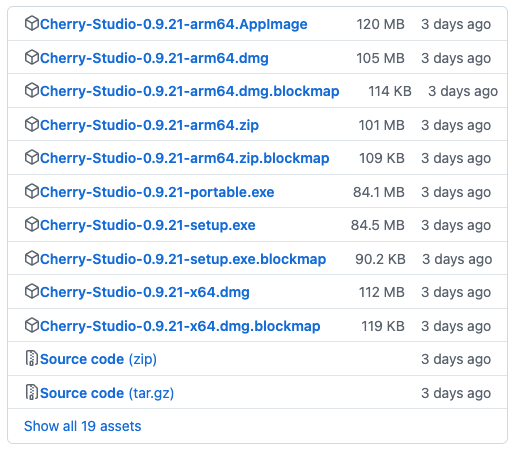 Cherry-Studio-0.9.21-arm64.AppImage 120 MB 3 days ago
Cherry-Studio-0.9.21-arm64.dmg 105 MB 3 days ago
Cherry-Studio-0.9.21-arm64.dmg.blockmap 114 KB 3 days ago
Cherry-Studio-0.9.21-arm64.zip 101 MB 3 days ago
Cherry-Studio-0.9.21-arm64.zip.blockmap 109 KB 3 days ago
Cherry-Studio-0.9.21-portable.exe 84.1 MB 3 days ago
Cherry-Studio-0.9.21-setup.exe 84.5 MB 3 days ago
Cherry-Studio-0.9.21-setup.exe.blockmap 90.2 KB 3 days ago
Cherry-Studio-0.9.21-x64.dmg 112 MB 3 days ago
Cherry-Studio-0.9.21-x64.dmg.blockmap 119 KB 3 days ago
Source code (zip) 3 days ago
Source code (tar.gz) 3 days ago
Show all 19 assets